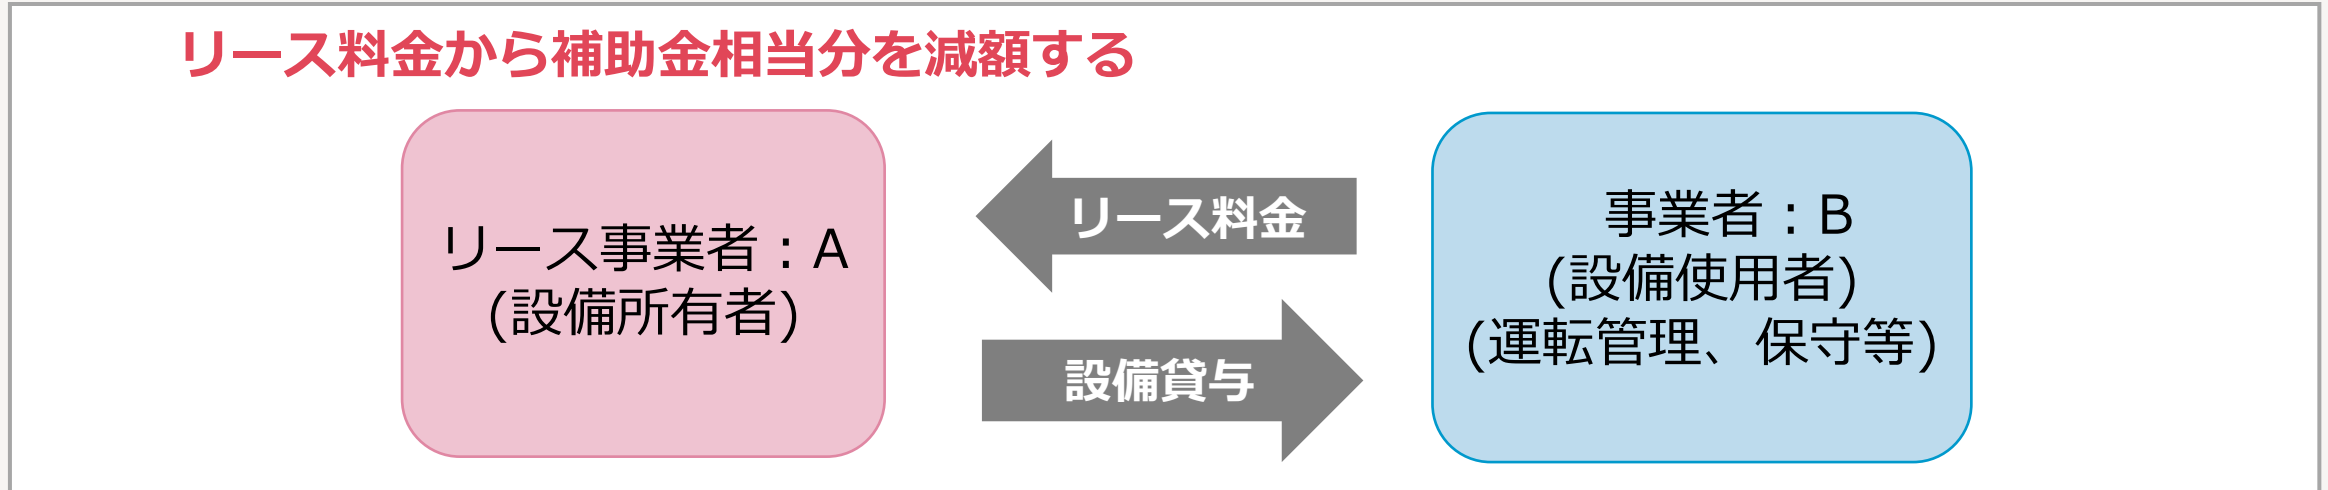 リース料金から補助金相当分を減額する
リース事業者：A
(設備所有者)
リース料金
設備貸与
事業者：B
(設備使用者)
(運転管理、保守等)